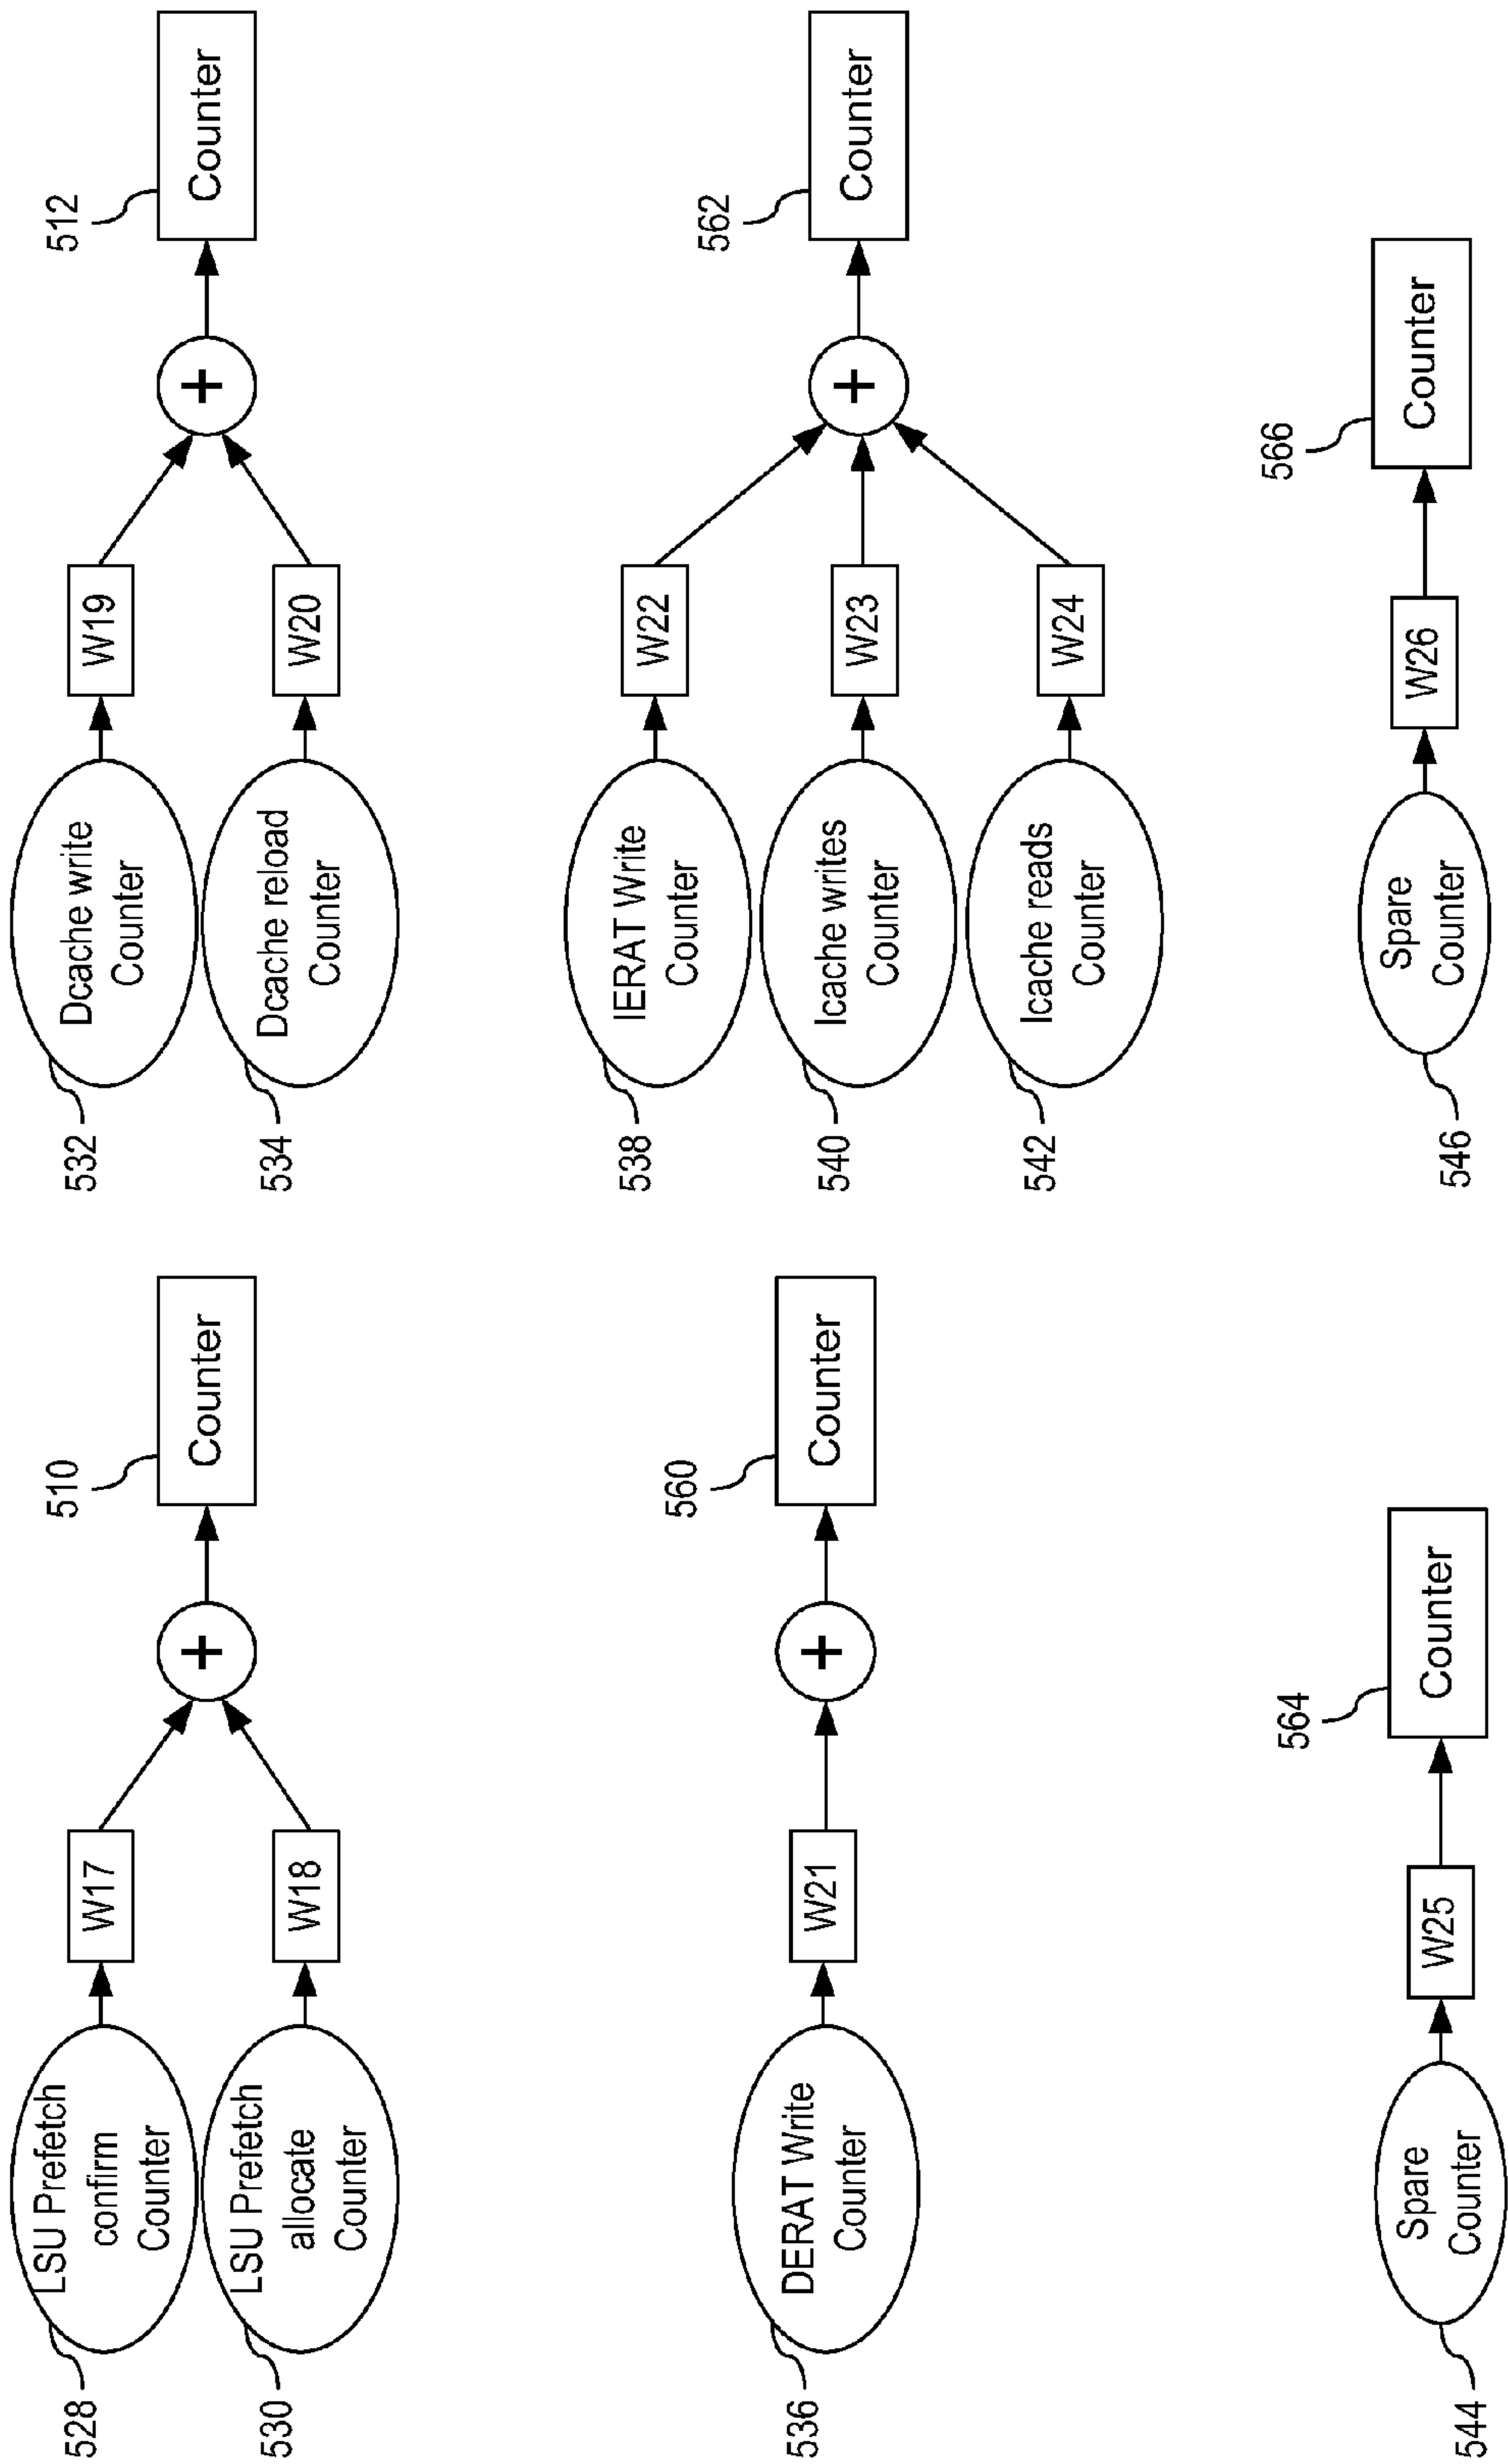 528
LSU Prefetch
confirm
Counter
W17
530
LSU Prefetch
allocate
Counter
W18
+
510
Counter
532
Dcache write
Counter
W19
534
Dcache reload
Counter
W20
+
512
Counter
536
DERAT Write
Counter
W21
+
560
Counter
538
IERAT Write
Counter
W22
540
Icache writes
Counter
W23
542
Icache reads
Counter
W24
+
562
Counter
544
Spare
Counter
W25
564
Counter
546
Spare
Counter
W26
566
Counter